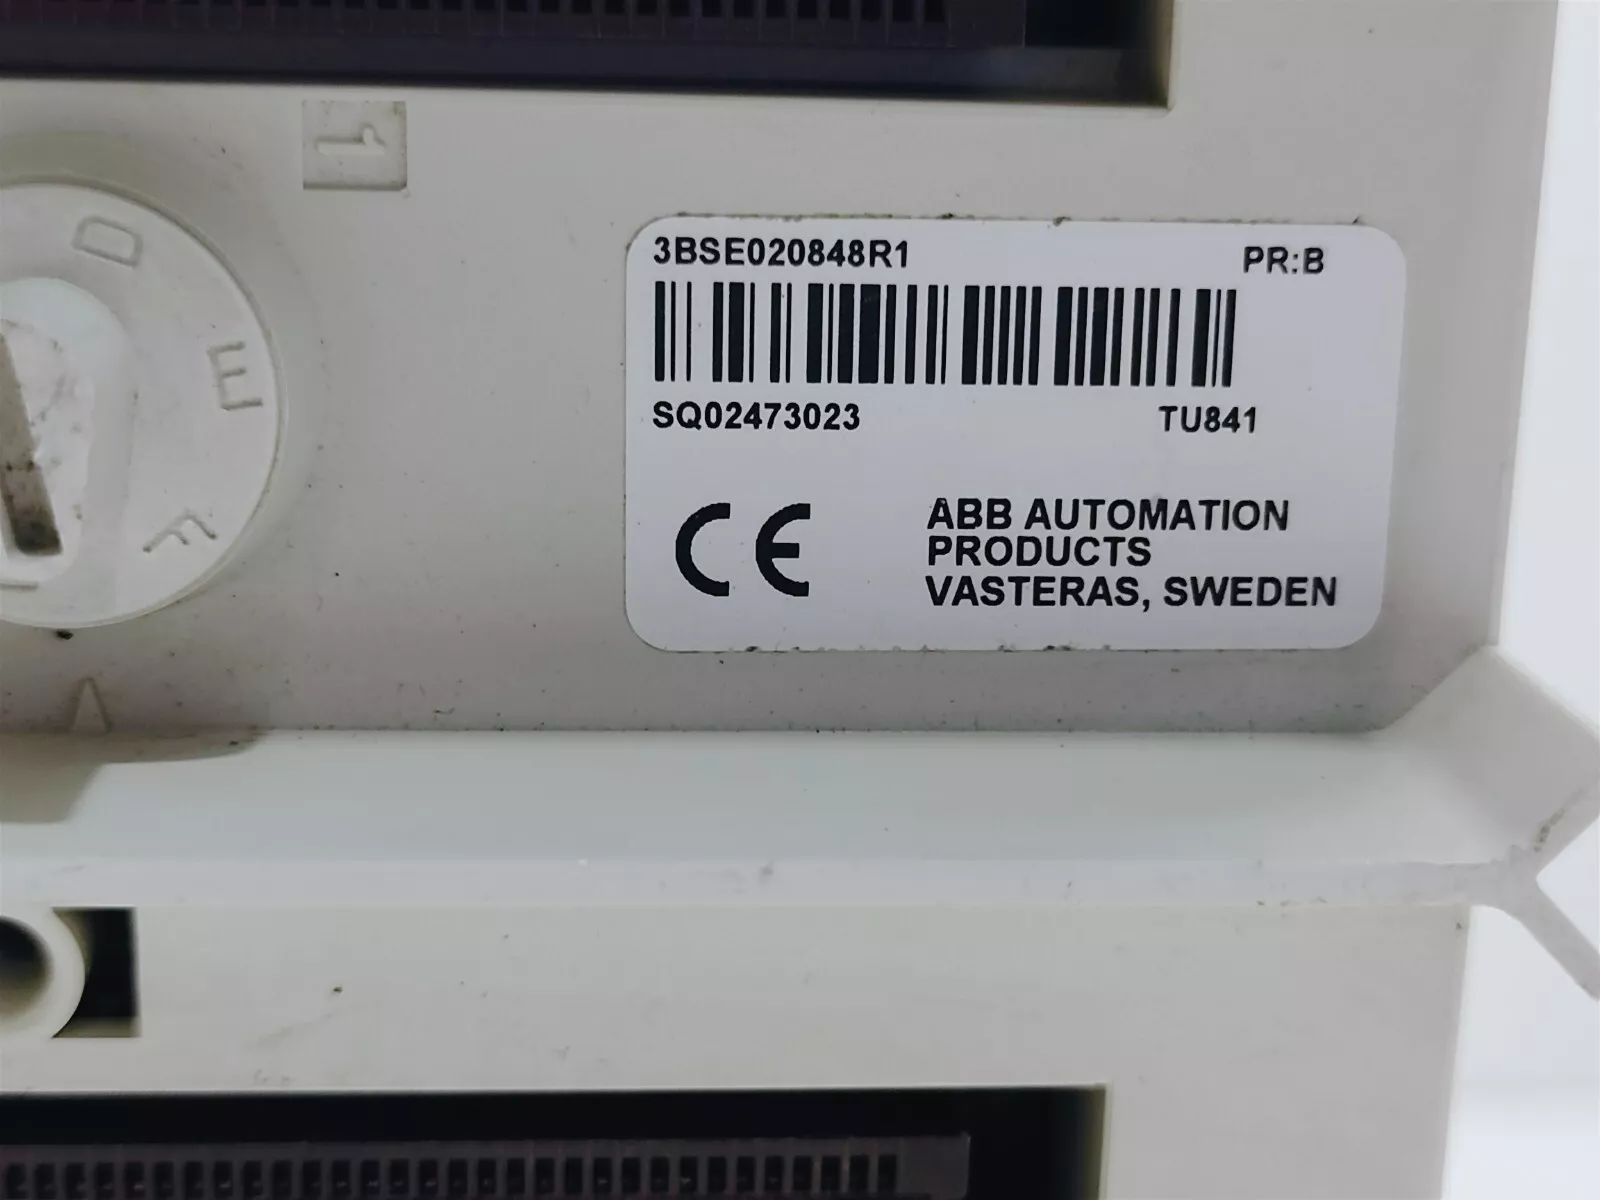 1
D
E
F
3BSE020848R1 PR:B
SQ02473023 TU841
CE
ABB AUTOMATION
PRODUCTS
VASTERAS, SWEDEN